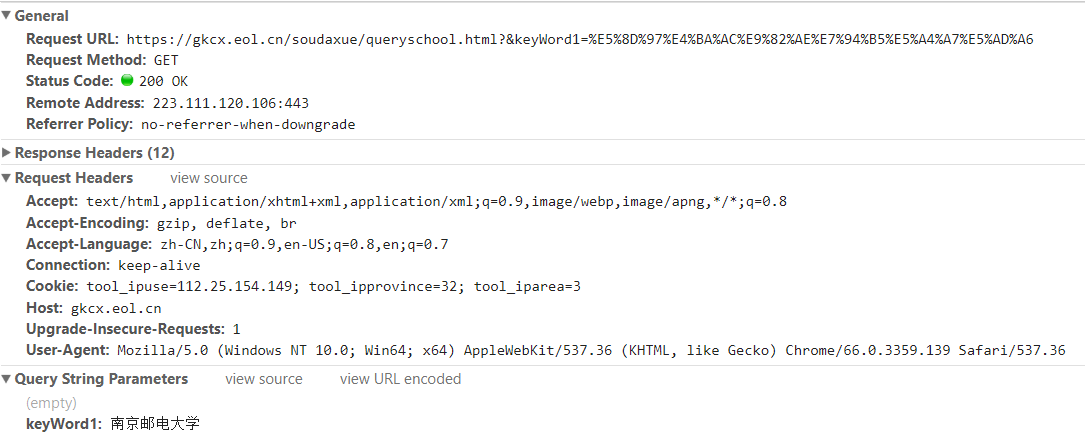 General
Request URL: https://gkcx.eol.cn/soudaxue/queryschool.html?&keyWord1=%E5%8D%97%E4%BA%AC%E9%82%AE%E7%94%B5%E5%A4%A7%E5%AD%A6
Request Method: GET
Status Code: 200 OK
Remote Address: 223.111.120.106:443
Referrer Policy: no-referrer-when-downgrade
Response Headers (12)
Request Headers view source
Accept: text/html,application/xhtml+xml,application/xml;q=0.9,image/webp,image/apng,*/*;q=0.8
Accept-Encoding: gzip, deflate, br
Accept-Language: zh-CN,zh;q=0.9,en-US;q=0.8,en;q=0.7
Connection: keep-alive
Cookie: tool_ipuse=112.25.154.149; tool_ipprovince=32; tool_iparea=3
Host: gkcx.eol.cn
Upgrade-Insecure-Requests: 1
User-Agent: Mozilla/5.0 (Windows NT 10.0; Win64; x64) AppleWebKit/537.36 (KHTML, like Gecko) Chrome/66.0.3359.139 Safari/537.36
Query String Parameters view source view URL encoded
(empty)
keyWord1: 南京邮电大学